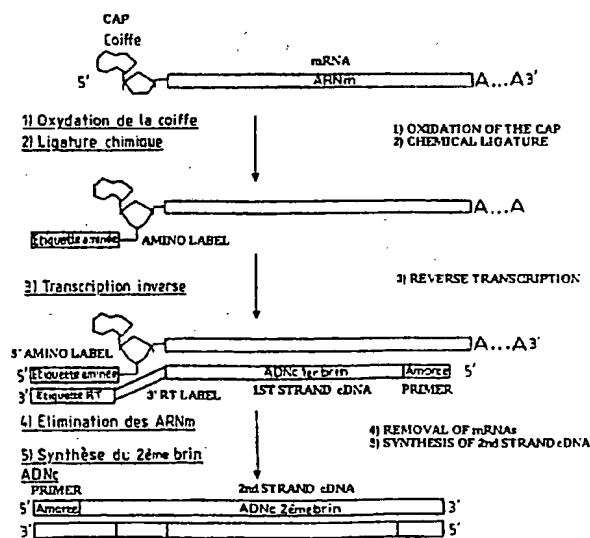 CAP
Coiffe
mRNA
5' ARNm A...A 3'
1) Oxydation de la coiffe
2) Ligature chimique
1) OXIDATION OF THE CAP
2) CHEMICAL LIGATURE
A...A
Etiquette aminée AMINO LABEL
3) Transcription inverse
3) REVERSE TRANSCRIPTION
A...A 3'
5' AMINO LABEL
5' Etiquette aminée ADNc 1er brin Amorce 5'
3' Etiquette RT 3' RT LABEL 1ST STRAND cDNA PRIMER
4) Elimination des ARNm
4) REMOVAL of mRNAs
5) SYNTHESIS OF 2nd STRAND cDNA
5) Synthèse du 2ème brin
ADNc
PRIMER 2nd STRAND cDNA
5' Amorce ADNc 2ème brin 3'
3' 5'